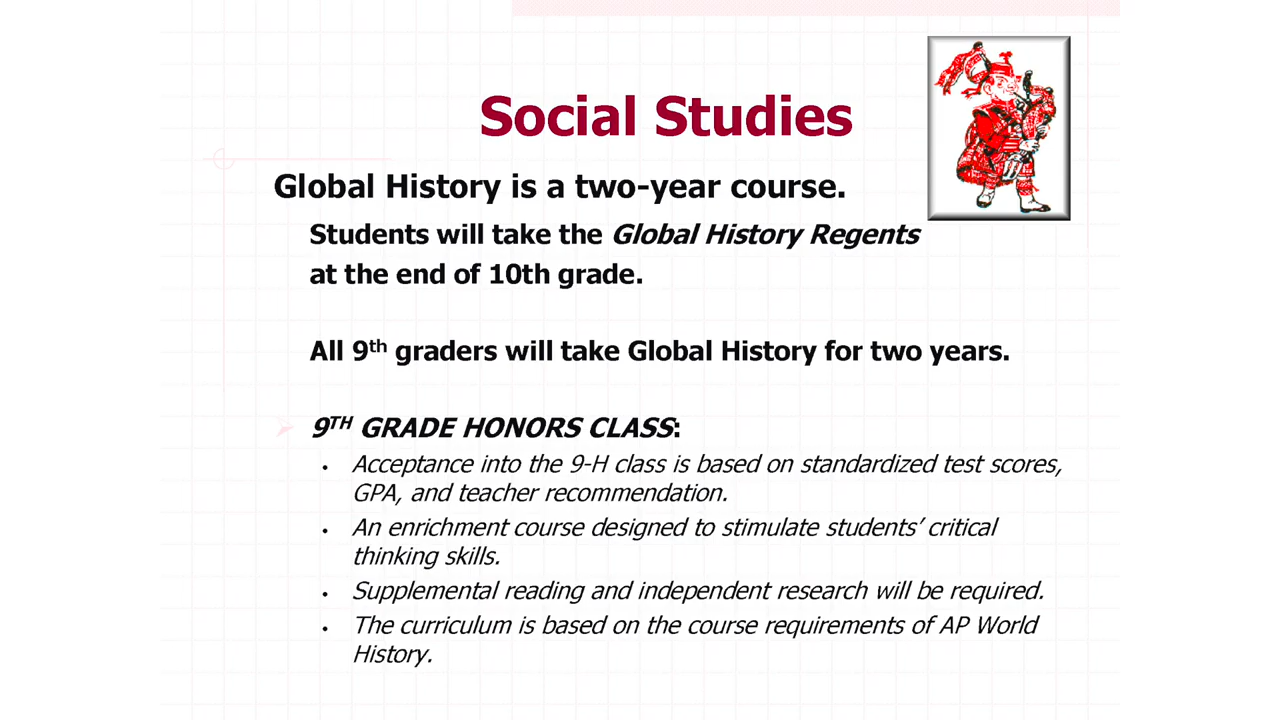 Social Studies
Global History is a two-year course.
Students will take the Global History Regents
at the end of 10th grade.
All 9th graders will take Global History for two years.
9TH GRADE HONORS CLASS:
• Acceptance into the 9-H class is based on standardized test scores,
GPA, and teacher recommendation.
• An enrichment course designed to stimulate students’ critical
thinking skills.
• Supplemental reading and independent research will be required.
• The curriculum is based on the course requirements of AP World
History.